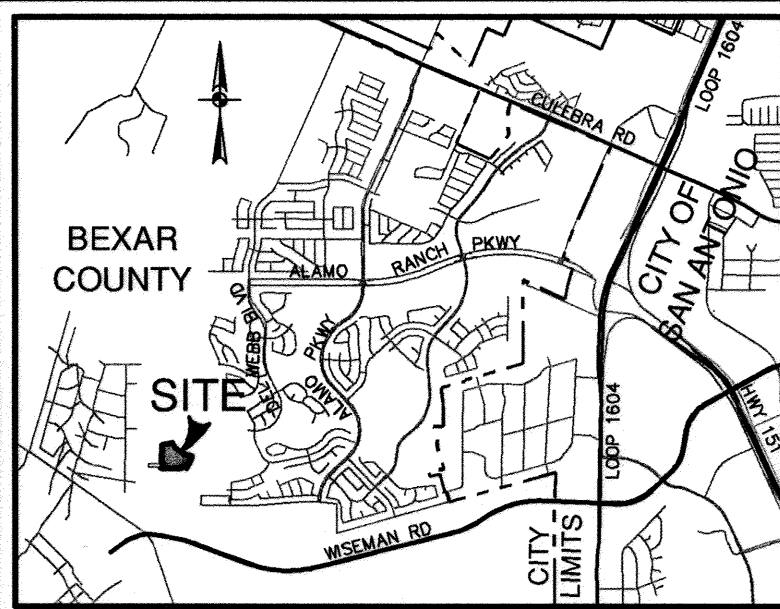 CULEBRA RD
LOOP 1604
CITY OF
SAN ANTONIO
BEXAR
COUNTY
ALAMO
RANCH
PKWY
DEL
WEBB
BLVD
ALAMO
PKWY
SITE
LOOP 1604
HWY 151
WISEMAN RD
CITY
LIMITS